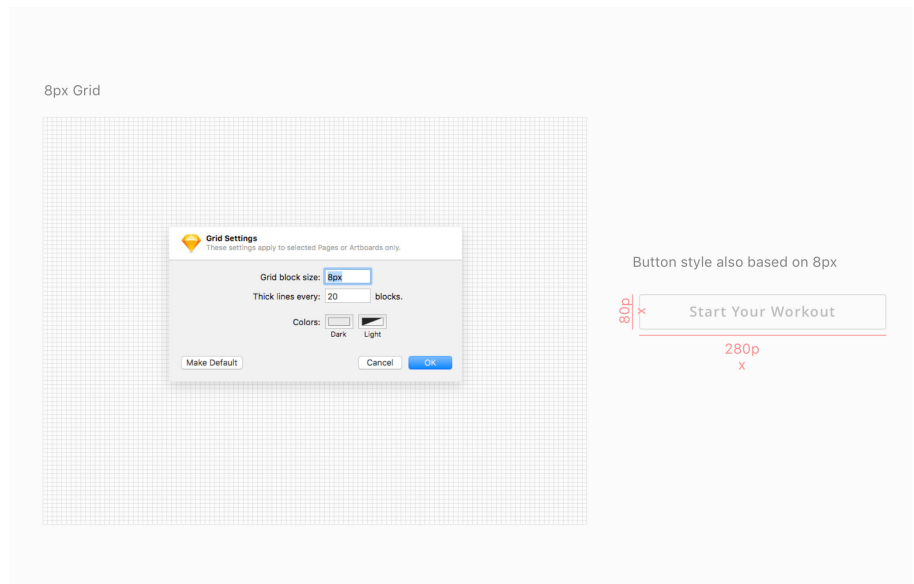 8px Grid
Grid Settings
These settings apply to selected Pages or Artboards only.
Grid block size: 8px
Thick lines every: 20 blocks.
Colors:
Dark Light
Make Default Cancel OK
Button style also based on 8px
80p
x
Start Your Workout
280p
x